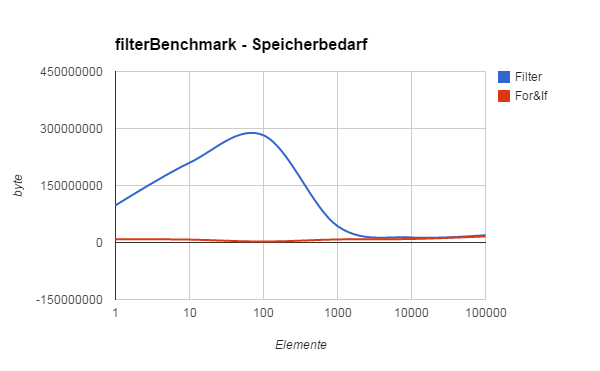 filterBenchmark - Speicherbedarf
450000000
300000000
150000000
0
-150000000
byte
1 10 100 1000 10000 100000
Elemente
Filter
For&If